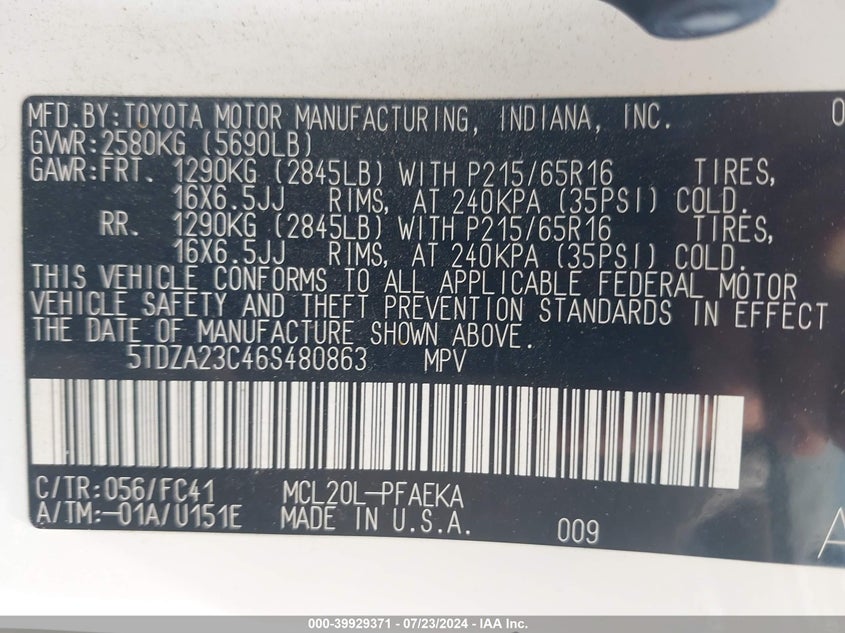 MFD.BY:TOYOTA MOTOR MANUFACTURING, INDIANA, INC. 0
GVWR:2580KG (5690LB)
GAWR:FRT. 1290KG (2845LB) WITH P215/65R16 TIRES,
16X6.5JJ RIMS, AT 240KPA (35PSI) COLD.
RR. 1290KG (2845LB) WITH P215/65R16 TIRES,
16X6.5JJ RIMS, AT 240KPA (35PSI) COLD.
THIS VEHICLE CONFORMS TO ALL APPLICABLE FEDERAL MOTOR
VEHICLE SAFETY AND THEFT PREVENTION STANDARDS IN EFFECT
THE DATE OF MANUFACTURE SHOWN ABOVE.
5TDZA23C46S480863 MPV
C/TR:056/FC41 MCL20L-PFAEKA
A/TM:-01A/U151E MADE IN U.S.A. 009 A
000-39929371 - 07/23/2024 - IAA Inc.